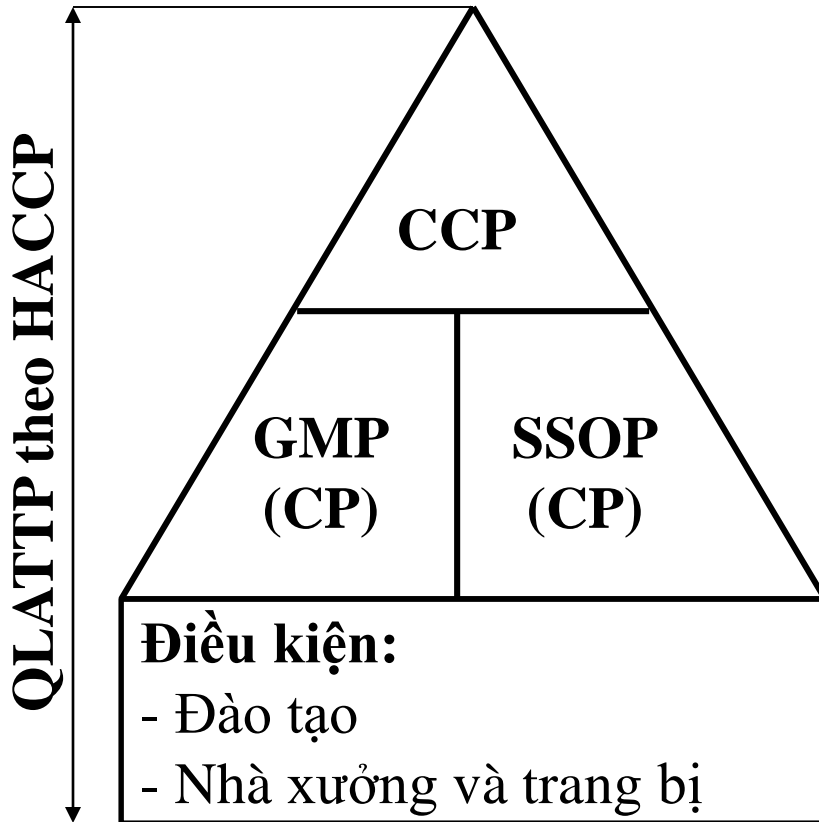 QLATTP theo HACCP
CCP
GMP
(CP)
SSOP
(CP)
Điều kiện:
- Đào tạo
- Nhà xưởng và trang bị